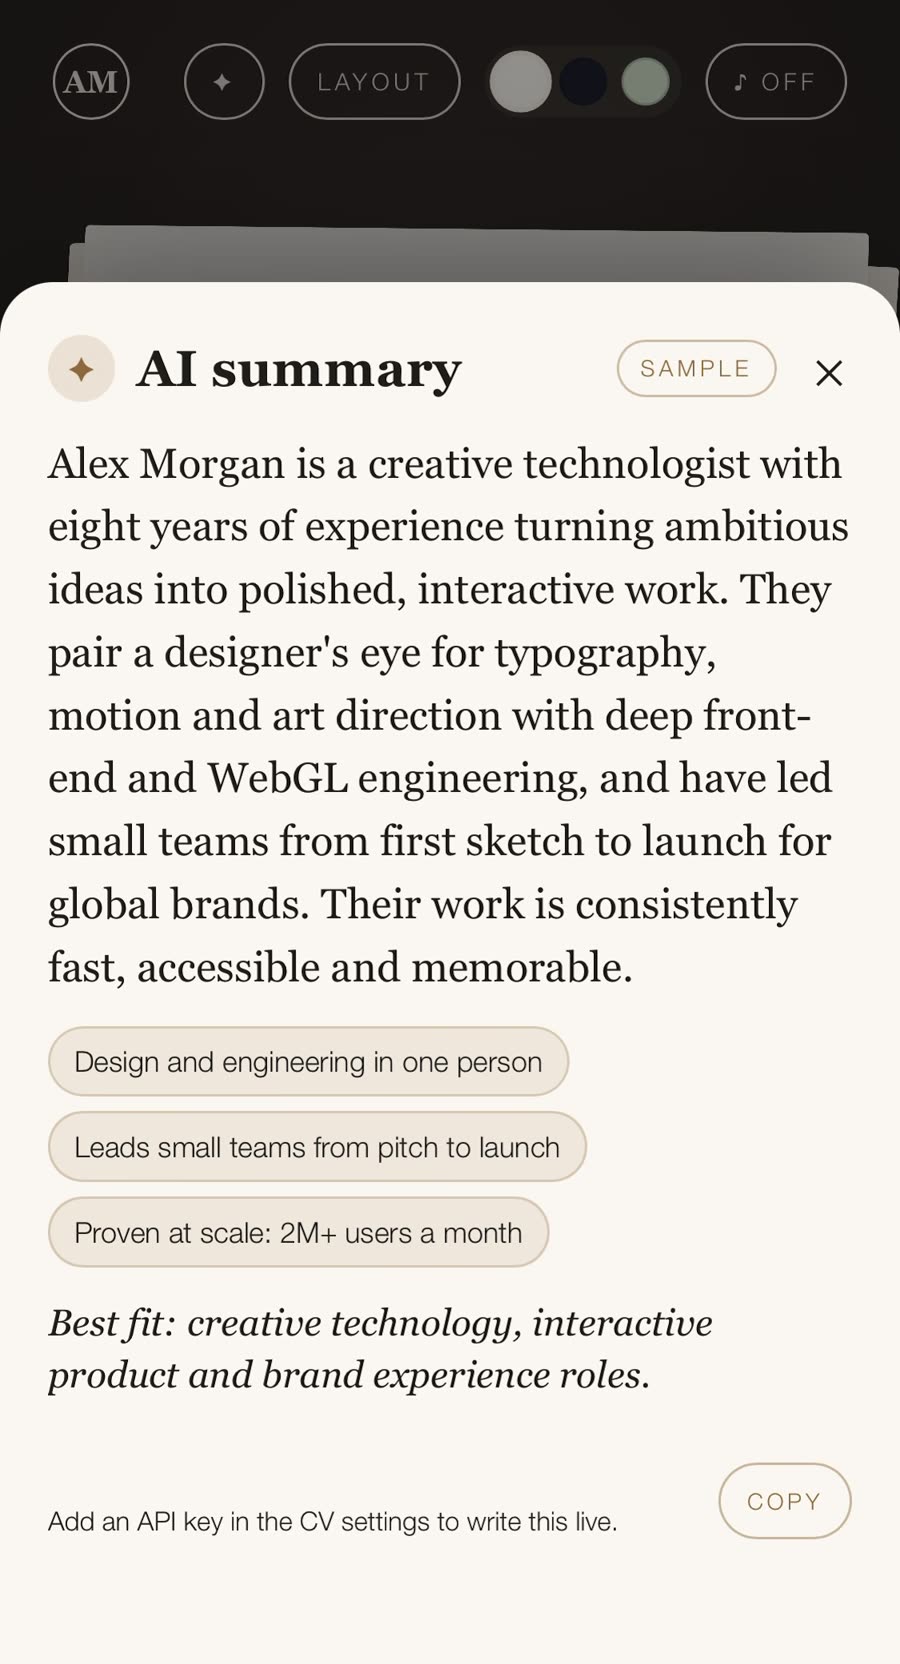 AM
LAYOUT
♪ OFF
AI summary
SAMPLE
Alex Morgan is a creative technologist with
eight years of experience turning ambitious
ideas into polished, interactive work. They
pair a designer's eye for typography,
motion and art direction with deep front-
end and WebGL engineering, and have led
small teams from first sketch to launch for
global brands. Their work is consistently
fast, accessible and memorable.
Design and engineering in one person
Leads small teams from pitch to launch
Proven at scale: 2M+ users a month
Best fit: creative technology, interactive
product and brand experience roles.
COPY
Add an API key in the CV settings to write this live.